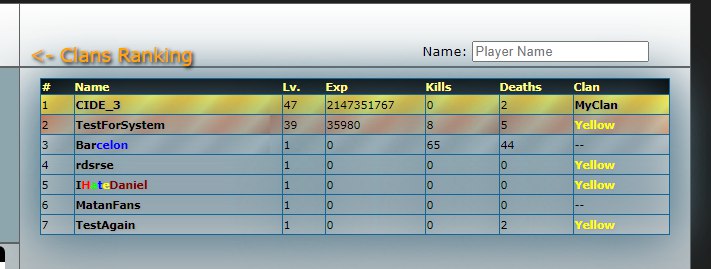 <- Clans Ranking
Name: Player Name
# Name Lv. Exp Kills Deaths Clan
1 CIDE_3 47 2147351767 0 2 MyClan
2 TestForSystem 39 35980 8 5 Yellow
3 Barcelon 1 0 65 44 --
4 rdsrse 1 0 0 0 Yellow
5 IHateDaniel 1 0 0 0 Yellow
6 MatanFans 1 0 0 0 --
7 TestAgain 1 0 0 2 Yellow